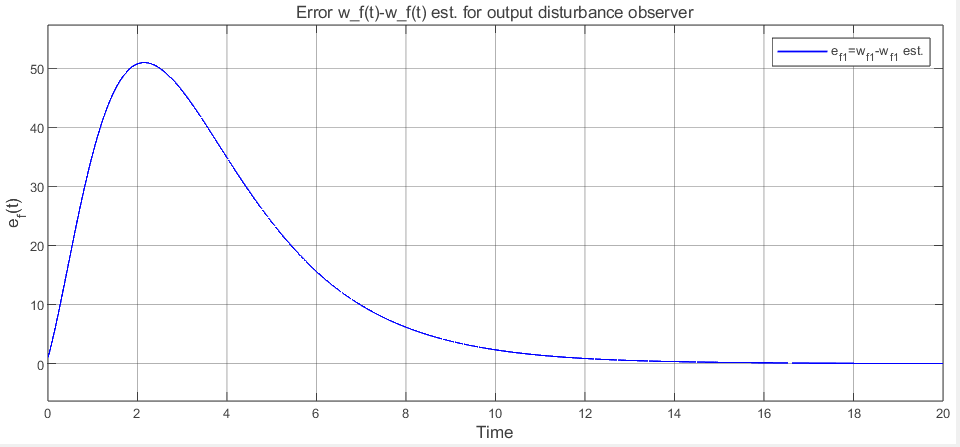 Error w_f(t)-w_f(t) est. for output disturbance observer
e_f1=w_f1-w_f1 est.
50
40
30
20
10
0
e_f(t)
0 2 4 6 8 10 12 14 16 18 20
Time